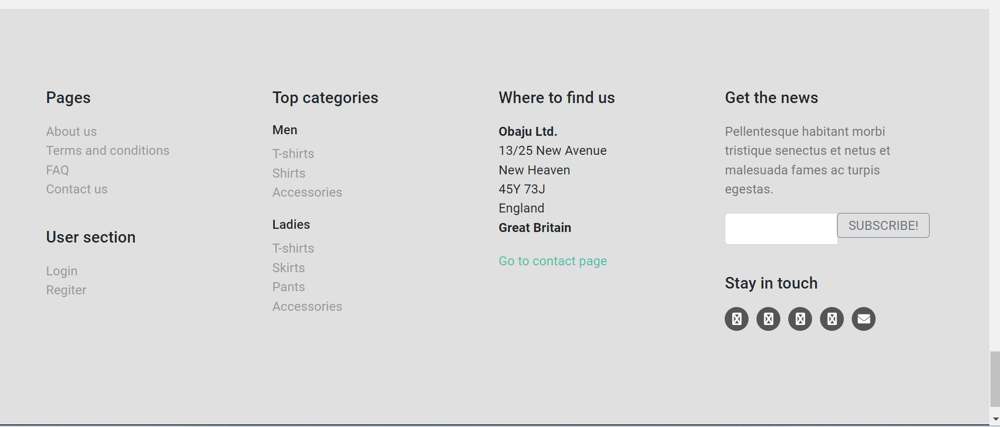 Pages
About us
Terms and conditions
FAQ
Contact us
User section
Login
Regiter
Top categories
Men
T-shirts
Shirts
Accessories
Ladies
T-shirts
Skirts
Pants
Accessories
Where to find us
Obaju Ltd.
13/25 New Avenue
New Heaven
45Y 73J
England
Great Britain
Go to contact page
Get the news
Pellentesque habitant morbi
tristique senectus et netus et
malesuada fames ac turpis
egestas.
SUBSCRIBE!
Stay in touch